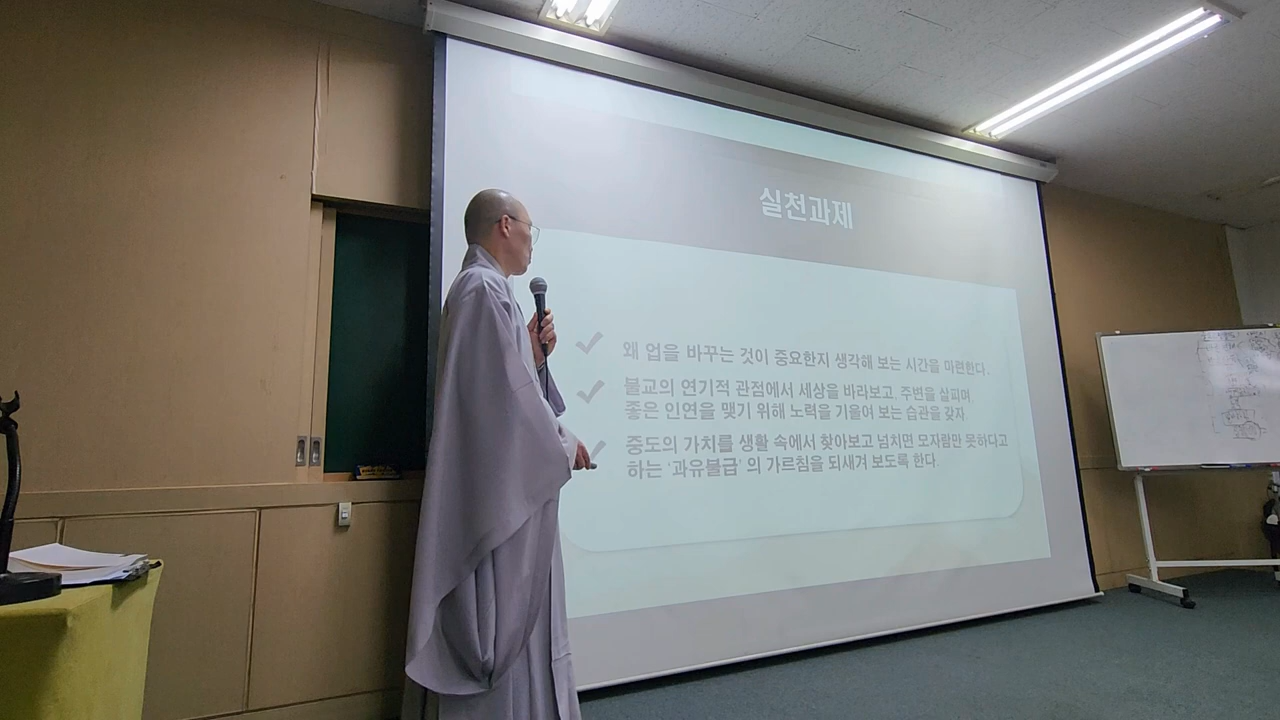 실천과제
왜 업을 바꾸는 것이 중요한지 생각해 보는 시간을 마련한다.
불교의 연기적 관점에서 세상을 바라보고, 주변을 살피며
좋은 인연을 맺기 위해 노력을 기울여 보는 습관을 갖자.
중도의 가치를 생활 속에서 찾아보고 넘치면 모자람만 못하다고
하는 '과유불급' 의 가르침을 되새겨 보도록 한다.